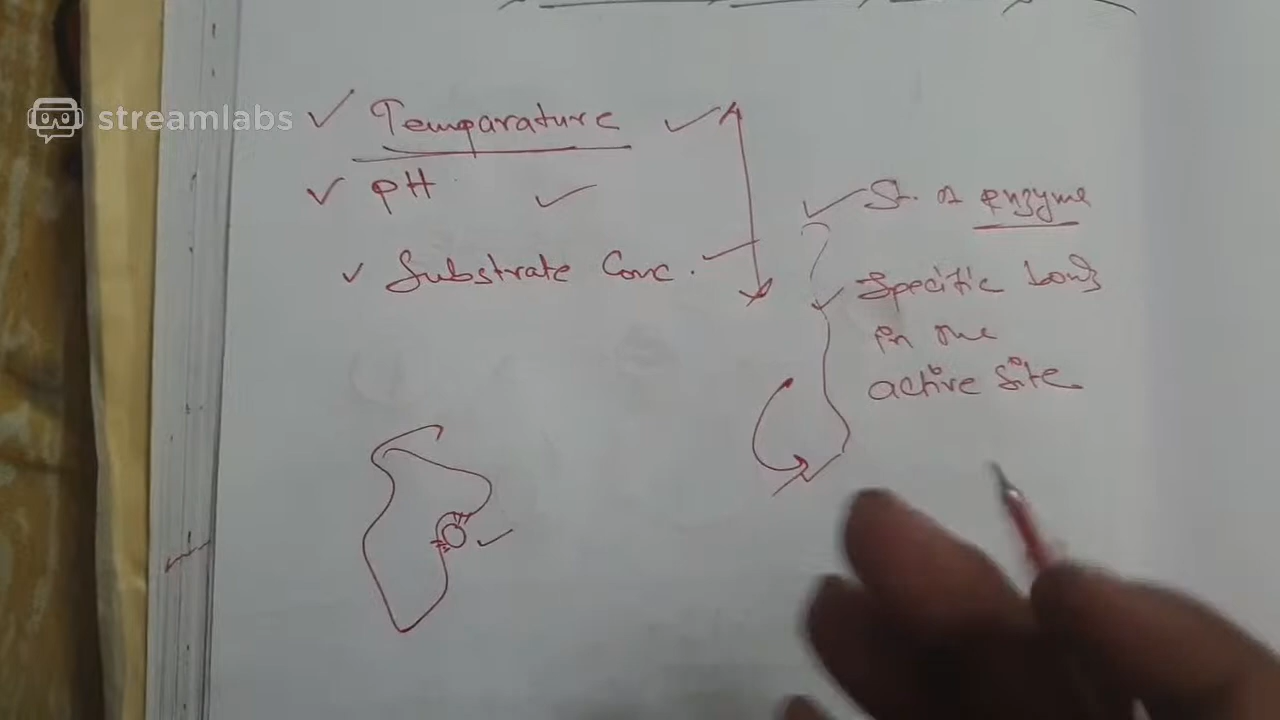 streamlabs
Temparature
pH
Substrate Conc.
St. of enzyme
Specific bonds
in the
active site